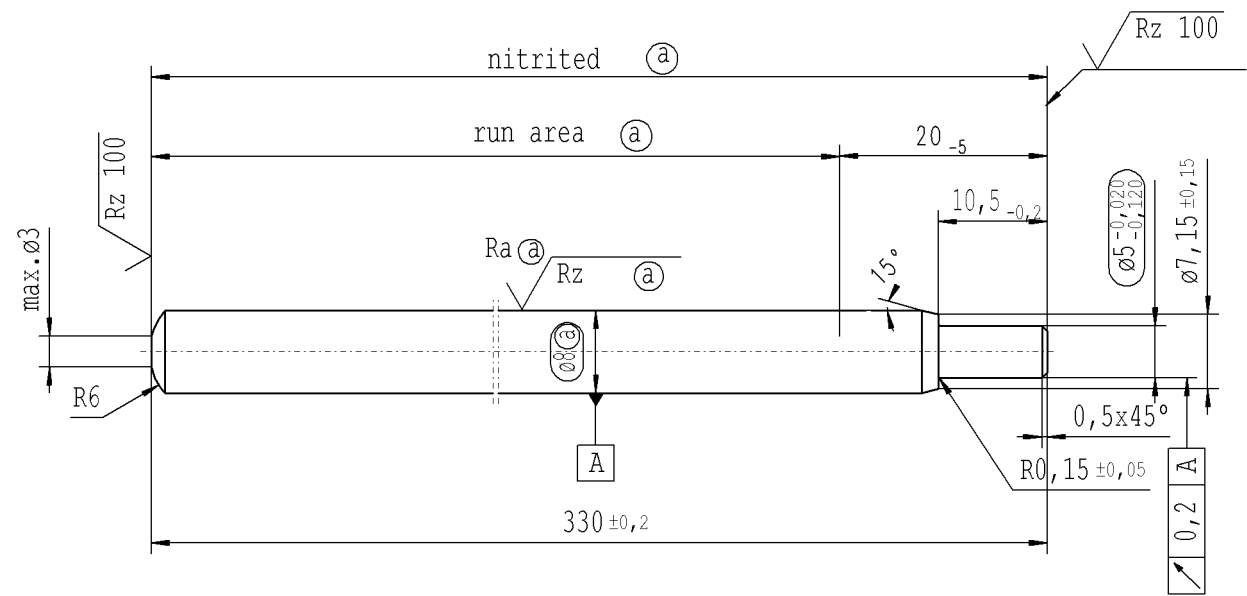 Rz 100
nitrited a
run area a
20 -5
Rz 100
10,5 -0,2
ø5 -0,020 -0,120
ø7,15 ±0,15
max.ø3
Ra a
Rz a
15°
ø8 a
R6
A
0,5x45°
R0,15 ±0,05
330 ±0,2
0,2 A